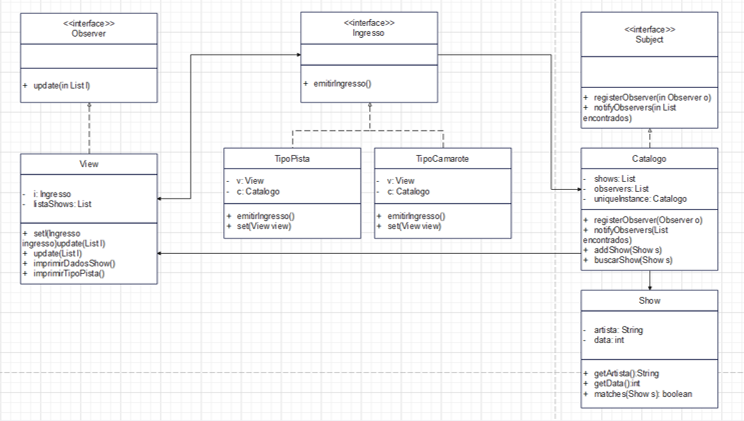 <<interface>>
Observer
+ update(in List l)
<<interface>>
Ingresso
+ emitirIngresso()
<<interface>>
Subject
+ registerObserver(in Observer o)
+ notifyObservers(in List
encontrados)
View
- i: Ingresso
- listaShows: List
+ setI(Ingresso
ingresso)update(List l)
+ update(List l)
+ imprimirDadosShow()
+ imprimirTipoPista()
TipoPista
- v: View
- c: Catalogo
+ emitirIngresso()
+ set(View view)
TipoCamarote
- v: View
- c: Catalogo
+ emitirIngresso()
+ set(View view)
Catalogo
- shows: List
- observers: List
- uniqueInstance: Catalogo
+ registerObserver(Observer o)
+ notifyObservers(List
encontrados)
+ addShow(Show s)
+ buscarShow(Show s)
Show
- artista: String
- data: int
+ getArtista():String
+ getData():int
+ matches(Show s): boolean